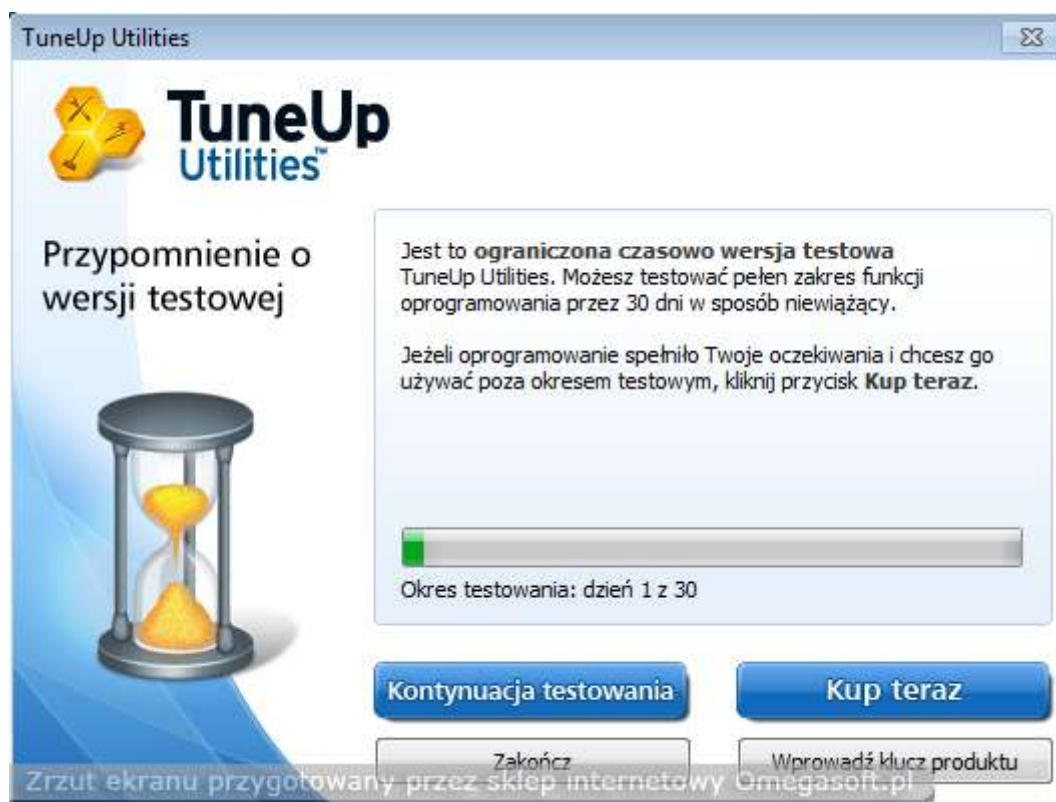 TuneUp Utilities
TuneUp
Utilities™
Przypomnienie o
wersji testowej
Jest to ograniczona czasowo wersja testowa
TuneUp Utilities. Możesz testować pełen zakres funkcji
oprogramowania przez 30 dni w sposób niewiążący.
Jeżeli oprogramowanie spełniło Twoje oczekiwania i chcesz go
używać poza okresem testowym, kliknij przycisk Kup teraz.
Okres testowania: dzień 1 z 30
Kontynuacja testowania
Kup teraz
Zakończ
Wprowadź klucz produktu
Zrzut ekranu przygotowany przez sklep internetowy Omegasoft.pl